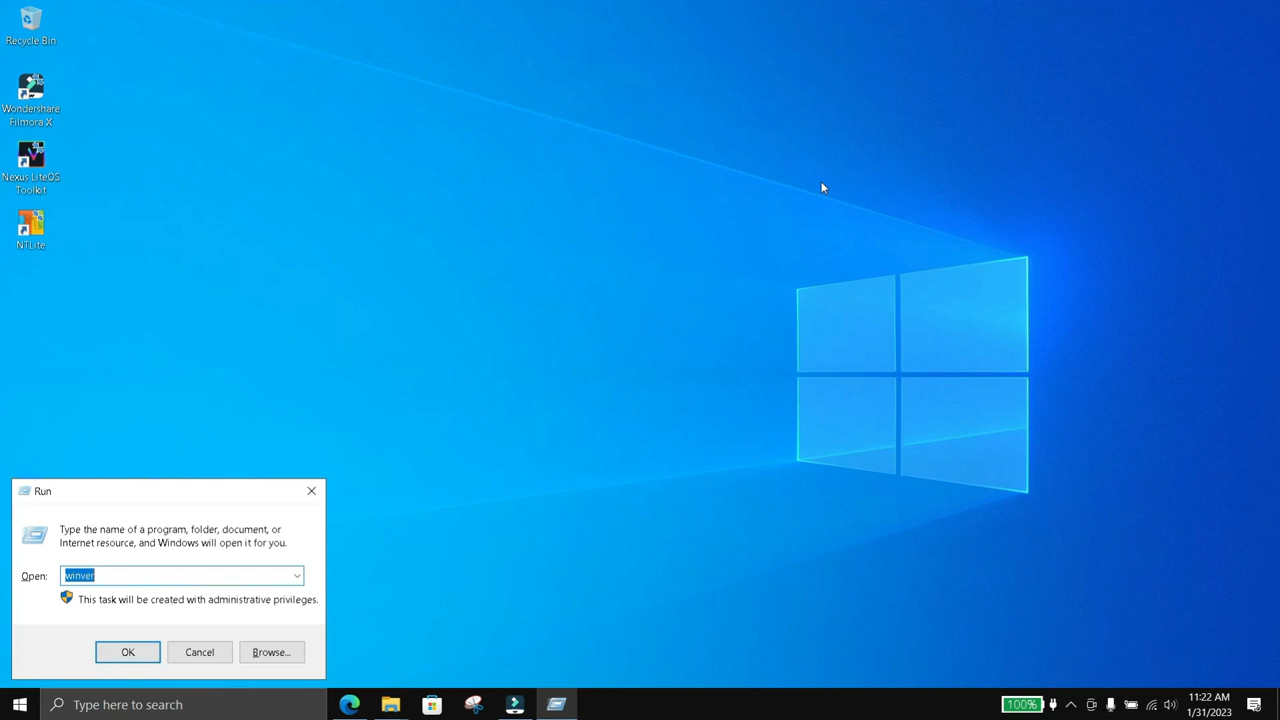 Recycle Bin
Wondershare
Filmora X
Nexus LiteOS
Toolkit
NTLite
Run
Type the name of a program, folder, document, or
Internet resource, and Windows will open it for you.
Open:
winver
This task will be created with administrative privileges.
OK
Cancel
Browse...
Type here to search
100%
11:22 AM
1/31/2023